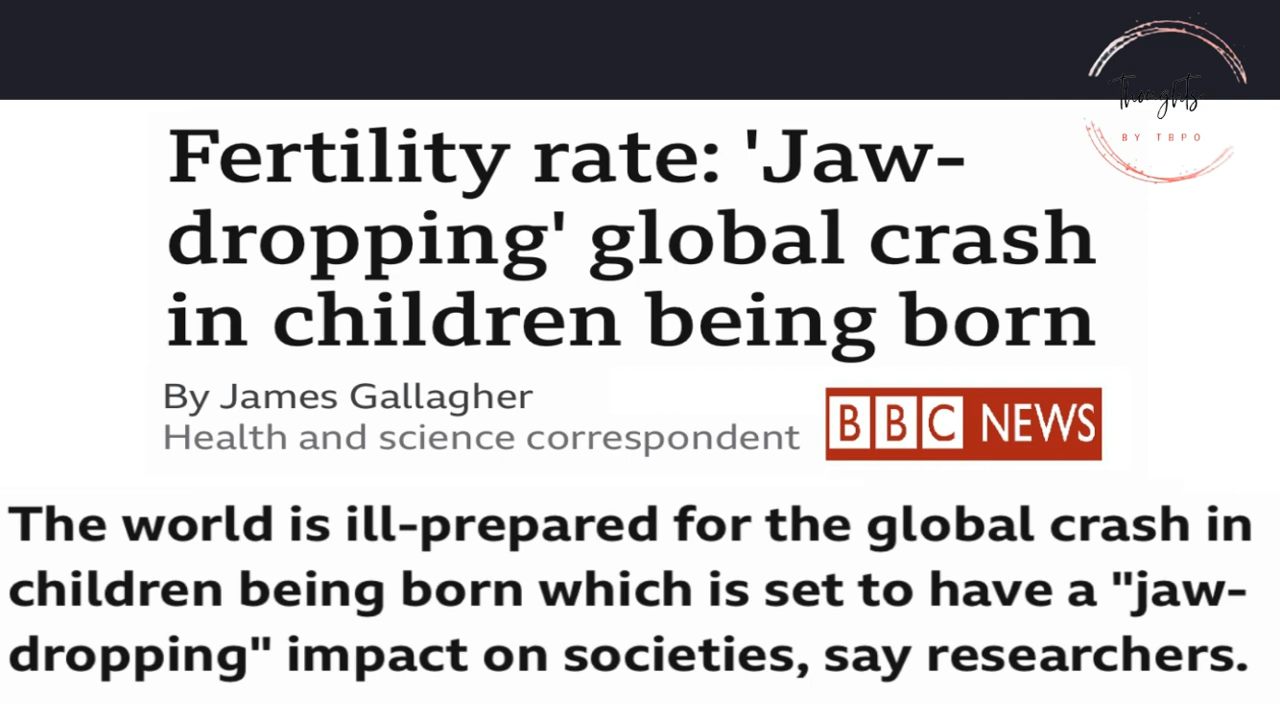 Thoughts
BY TBPO
Fertility rate: 'Jaw-
dropping' global crash
in children being born
By James Gallagher
Health and science correspondent
BBC NEWS
The world is ill-prepared for the global crash in
children being born which is set to have a "jaw-
dropping" impact on societies, say researchers.